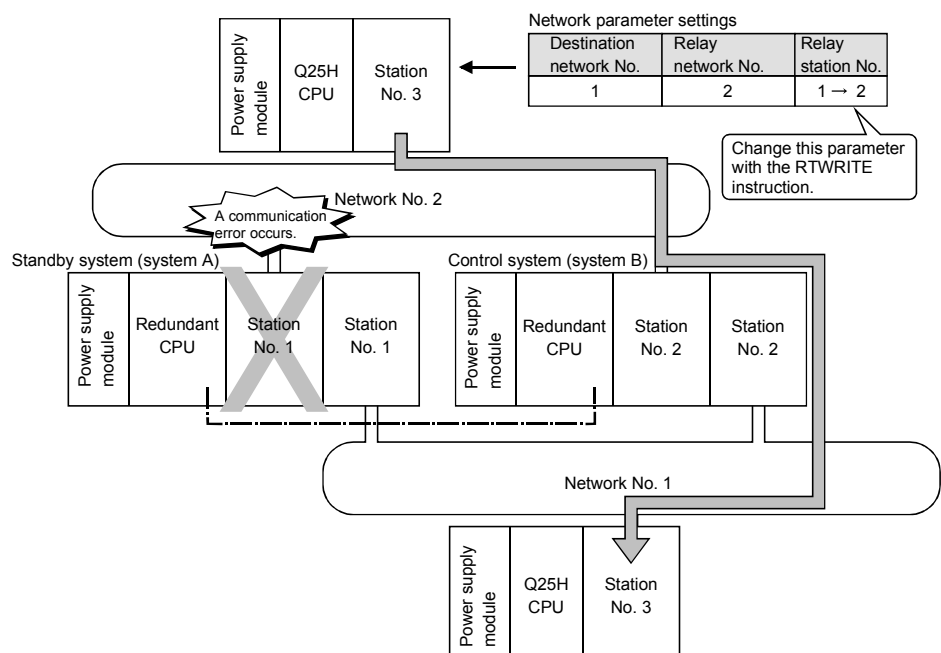 Network parameter settings
Destination
network No.
Relay
network No.
Relay
station No.
1
2
1 → 2
Change this parameter
with the RTWRITE
instruction.
Power supply
module
Q25H
CPU
Station
No. 3
Network No. 2
A communication
error occurs.
Standby system (system A)
Power supply
module
Redundant
CPU
Station
No. 1
Station
No. 1
Control system (system B)
Power supply
module
Redundant
CPU
Station
No. 2
Station
No. 2
Network No. 1
Power supply
module
Q25H
CPU
Station
No. 3